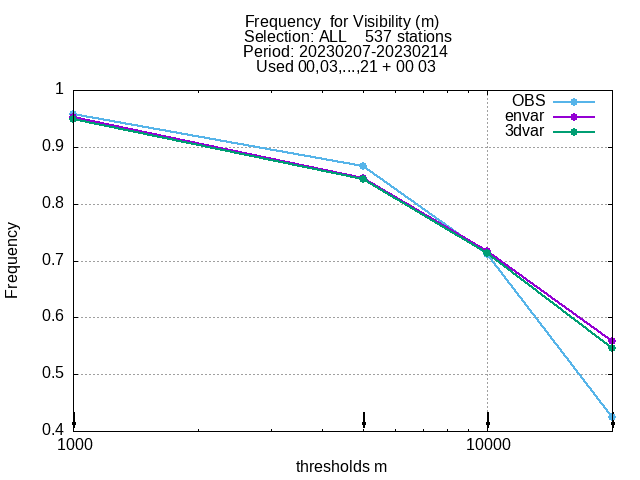 Frequency  for Visibility (m)
Selection: ALL    537 stations
Period: 20230207-20230214
Used 00,03,...,21 + 00 03
OBS
envar
3dvar
1
0.9
0.8
0.7
0.6
0.5
0.4
Frequency
1000
10000
thresholds m